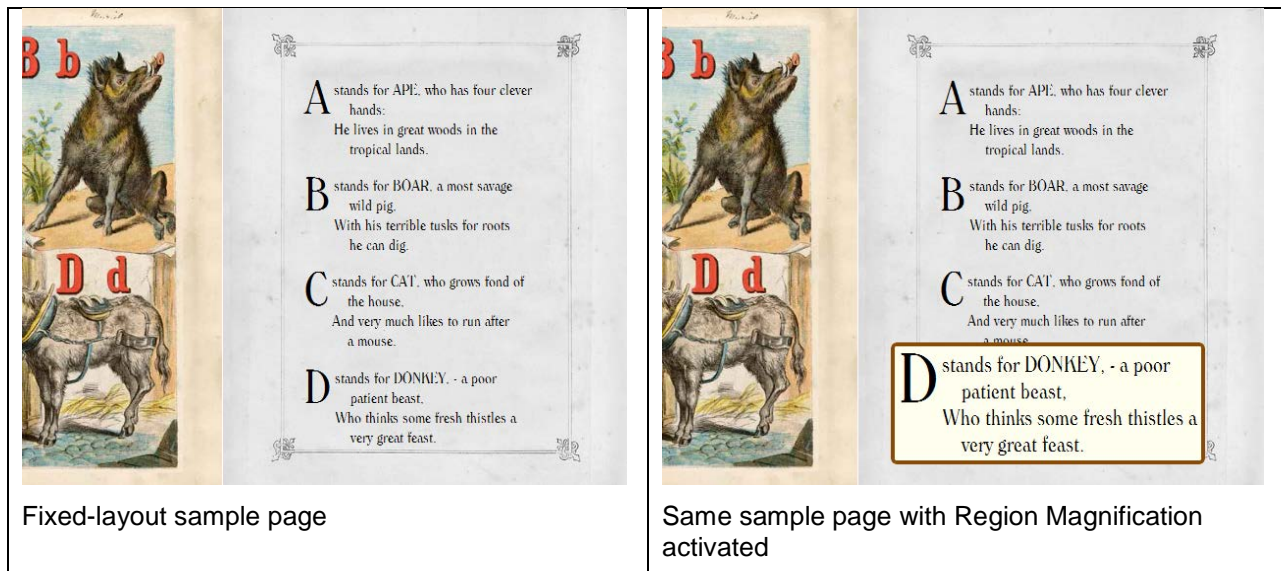 B b
D d
A stands for APE, who has four clever
hands:
He lives in great woods in the
tropical lands.
B stands for BOAR, a most savage
wild pig,
With his terrible tusks for roots
he can dig.
C stands for CAT, who grows fond of
the house,
And very much likes to run after
a mouse.
D stands for DONKEY, - a poor
patient beast,
Who thinks some fresh thistles a
very great feast.
Fixed-layout sample page
B b
D d
A stands for APE, who has four clever
hands:
He lives in great woods in the
tropical lands.
B stands for BOAR, a most savage
wild pig,
With his terrible tusks for roots
he can dig.
C stands for CAT, who grows fond of
the house,
And very much likes to run after
a mouse
D stands for DONKEY, - a poor
patient beast,
Who thinks some fresh thistles a
very great feast.
Same sample page with Region Magnification
activated